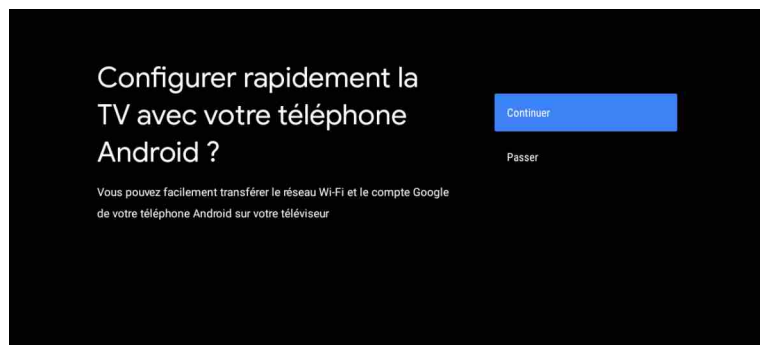 Configurer rapidement la
TV avec votre téléphone
Android ?
Vous pouvez facilement transférer le réseau Wi-Fi et le compte Google
de votre téléphone Android sur votre téléviseur
Continuer
Passer